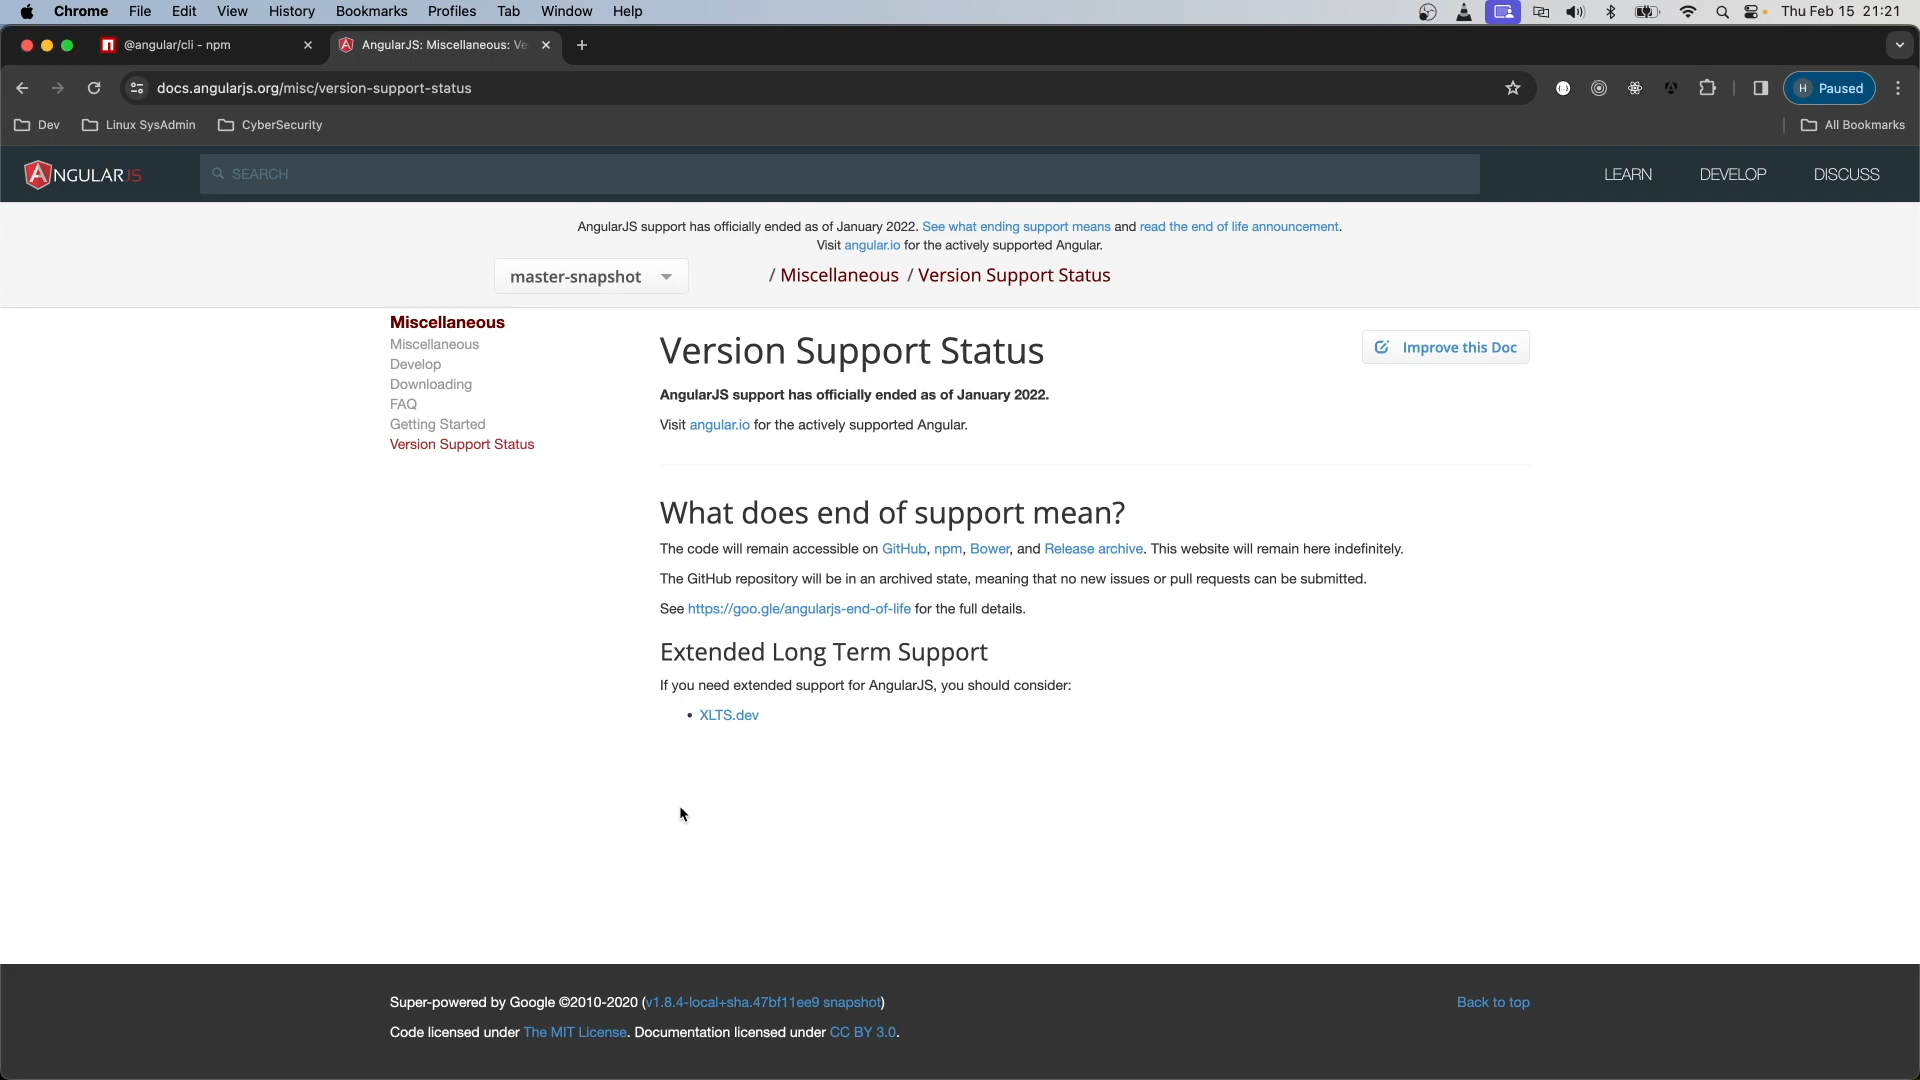 Chrome File Edit View History Bookmarks Profiles Tab Window Help Thu Feb 15 21:21
@angular/cli - npm AngularJS: Miscellaneous: Ve
docs.angularjs.org/misc/version-support-status H Paused
Dev Linux SysAdmin CyberSecurity All Bookmarks
ANGULARJS SEARCH LEARN DEVELOP DISCUSS
AngularJS support has officially ended as of January 2022. See what ending support means and read the end of life announcement.
Visit angular.io for the actively supported Angular.
master-snapshot / Miscellaneous / Version Support Status
Miscellaneous
Miscellaneous
Develop
Downloading
FAQ
Getting Started
Version Support Status
Version Support Status
Improve this Doc
AngularJS support has officially ended as of January 2022.
Visit angular.io for the actively supported Angular.
What does end of support mean?
The code will remain accessible on GitHub, npm, Bower, and Release archive. This website will remain here indefinitely.
The GitHub repository will be in an archived state, meaning that no new issues or pull requests can be submitted.
See https://goo.gle/angularjs-end-of-life for the full details.
Extended Long Term Support
If you need extended support for AngularJS, you should consider:
• XLTS.dev
Super-powered by Google ©2010-2020 (v1.8.4-local+sha.47bf11ee9 snapshot)
Back to top
Code licensed under The MIT License. Documentation licensed under CC BY 3.0.